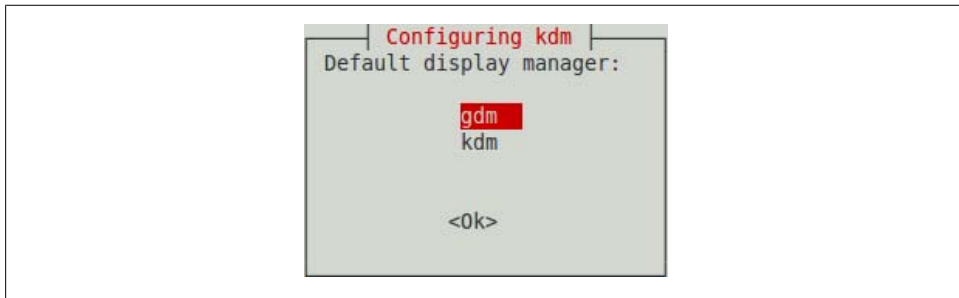 Configuring kdm
Default display manager:
gdm
kdm
<Ok>